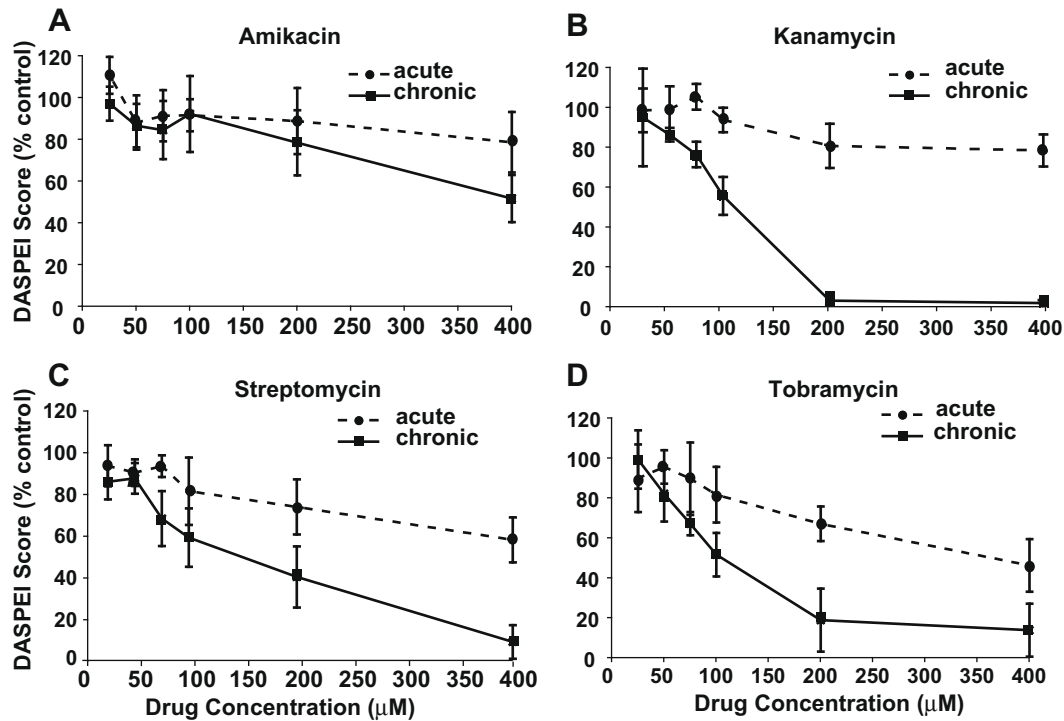 A
Amikacin
acute
chronic
DASPEI Score (% control)
120
100
80
60
40
20
0
0 50 100 150 200 250 300 350 400
B
Kanamycin
acute
chronic
120
100
80
60
40
20
0
0 50 100 150 200 250 300 350 400
C
Streptomycin
acute
chronic
DASPEI Score (% control)
120
100
80
60
40
20
0
0 50 100 150 200 250 300 350 400
Drug Concentration (μM)
D
Tobramycin
acute
chronic
120
100
80
60
40
20
0
0 50 100 150 200 250 300 350 400
Drug Concentration (μM)